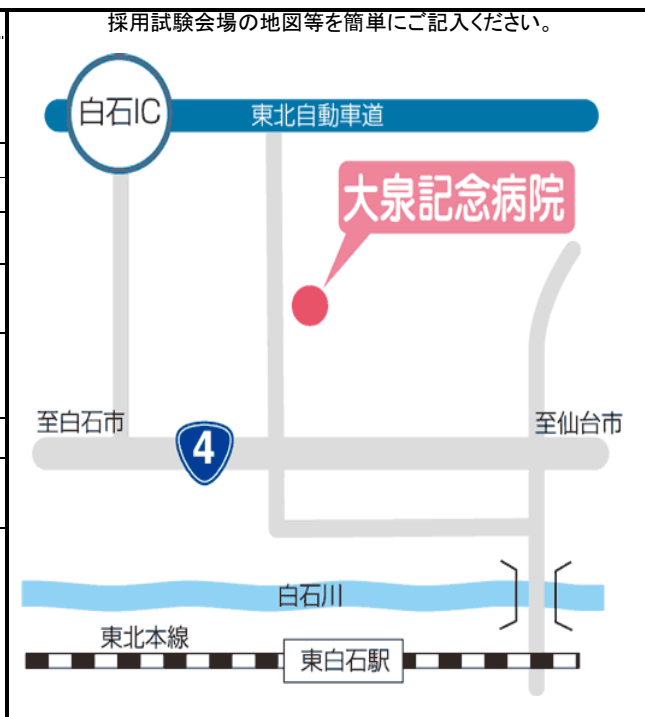 採用試験会場の地図等を簡単にご記入ください。
白石IC
東北自動車道
大泉記念病院
至白石市
4
至仙台市
白石川
東北本線
東白石駅